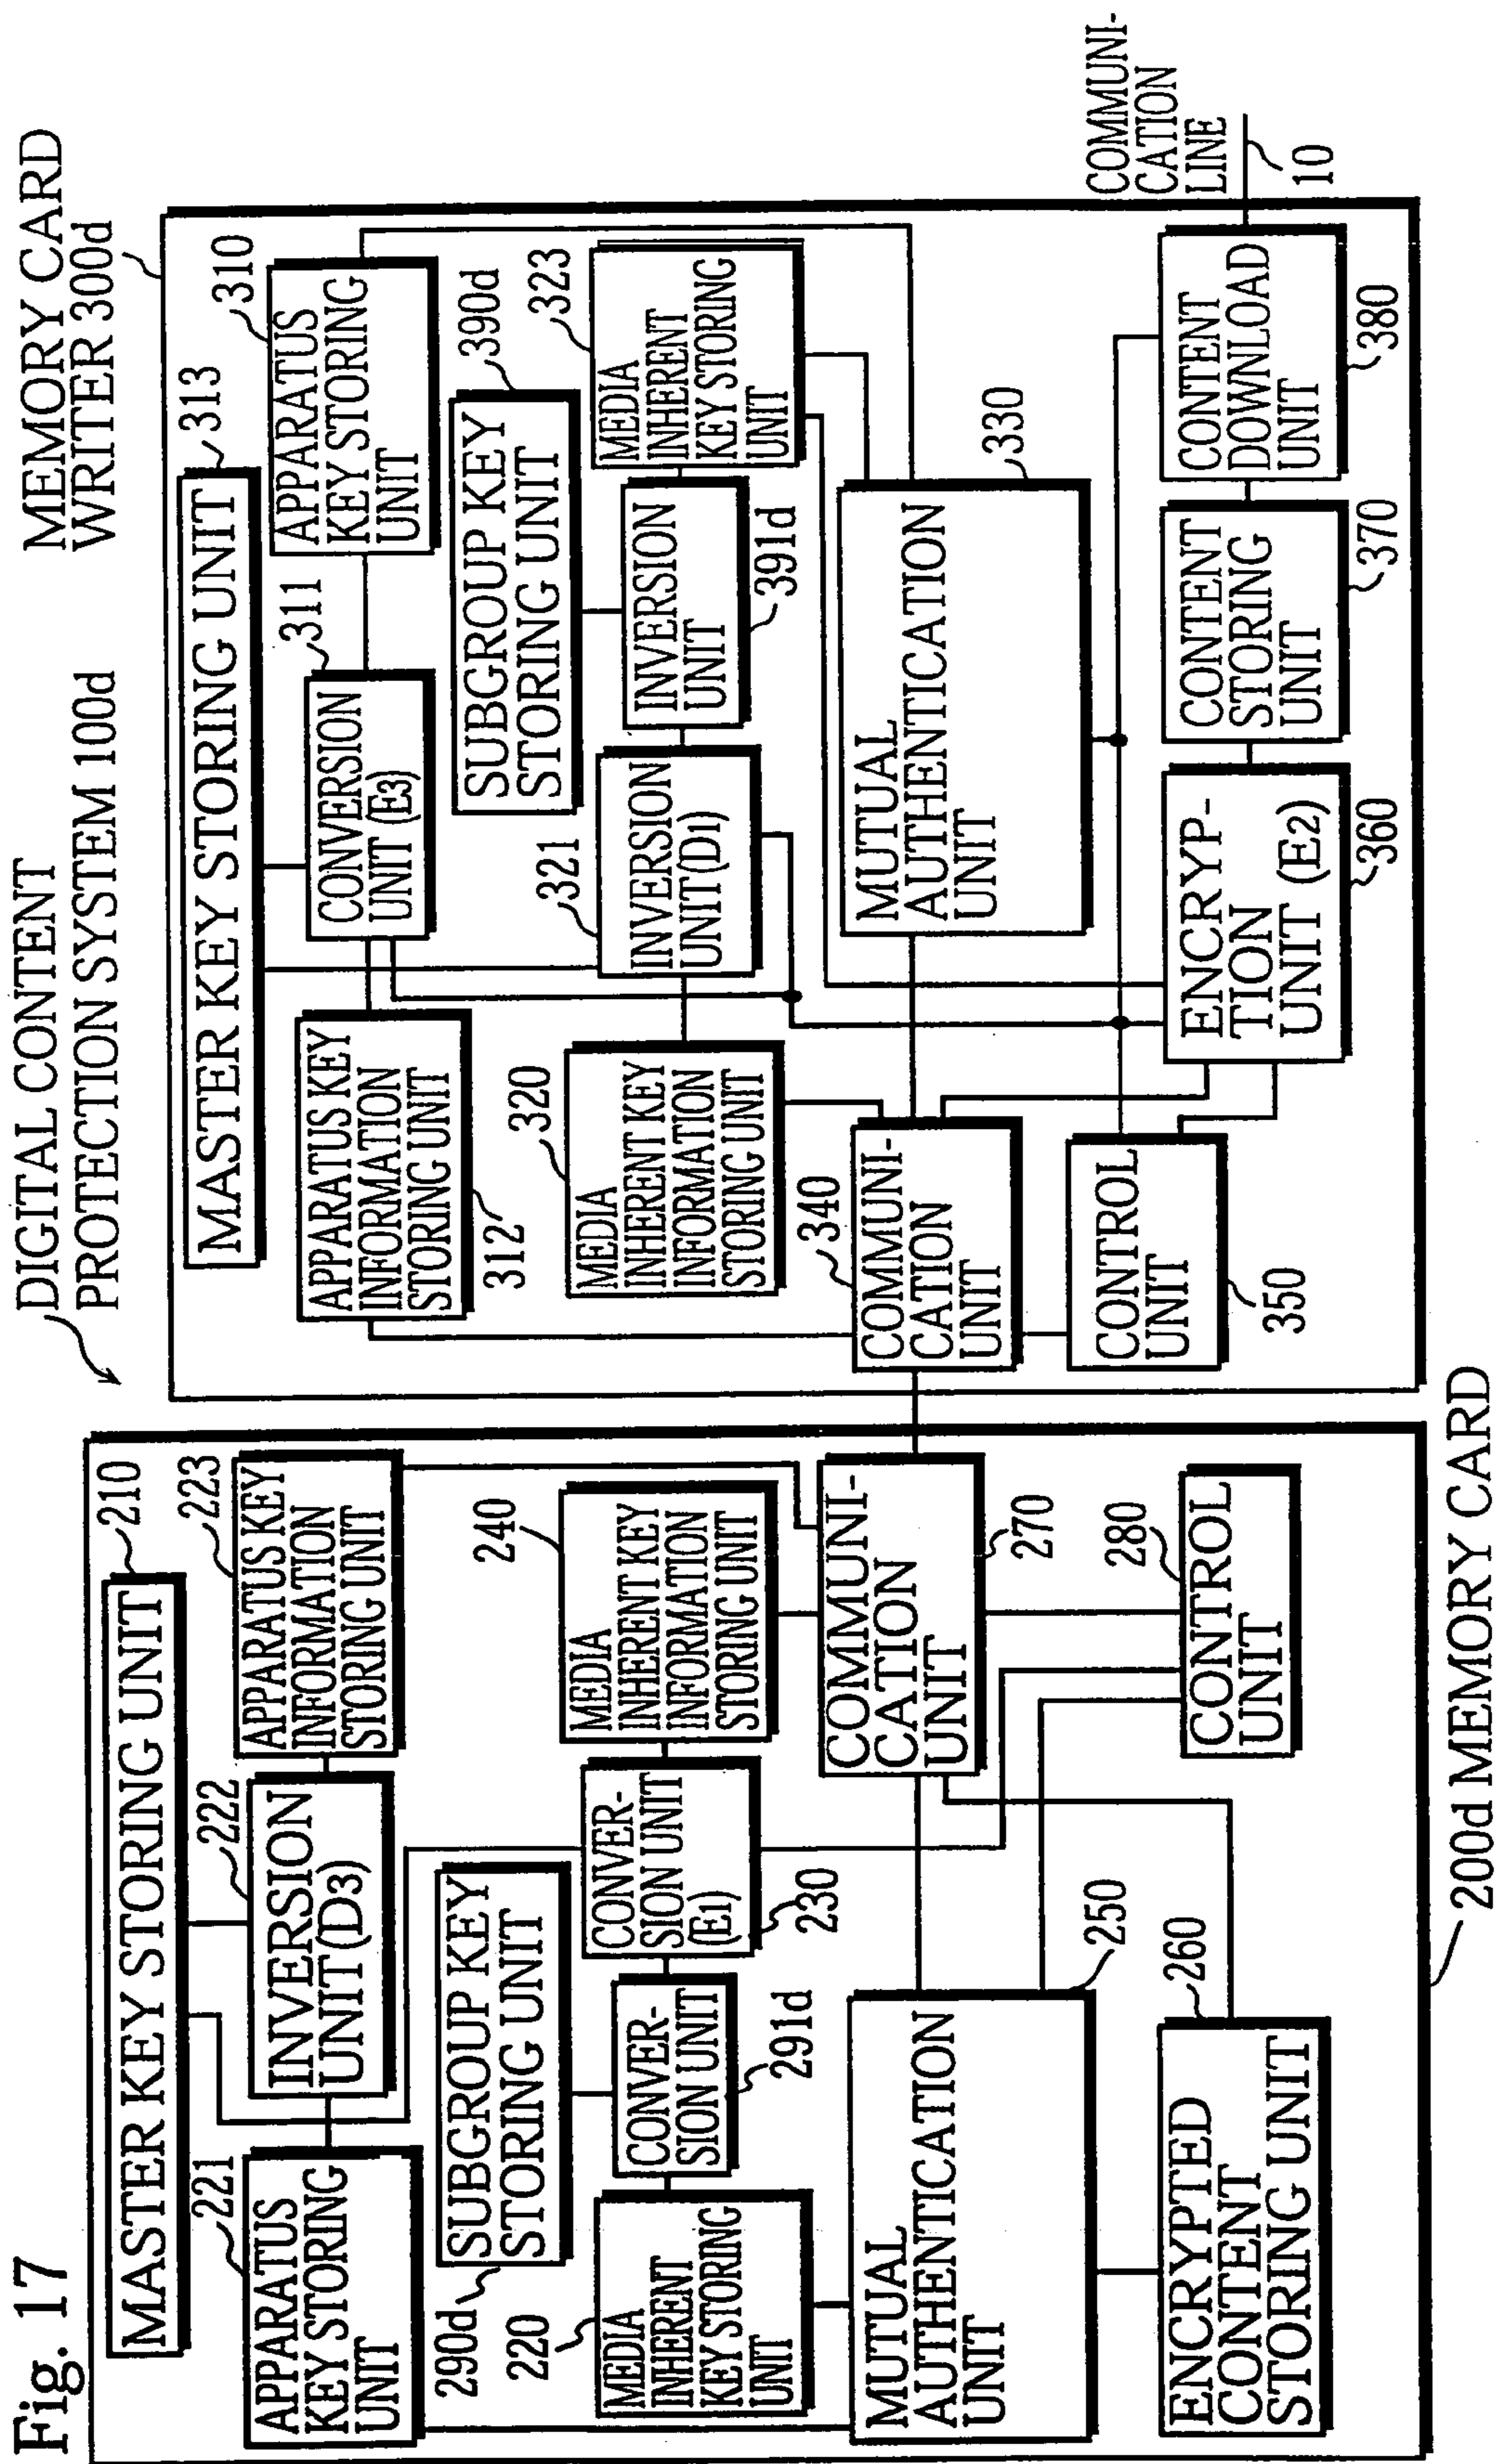 Fig. 17
DIGITAL CONTENT
PROTECTION SYSTEM 100d
MEMORY CARD
WRITER 300d
MASTER KEY STORING UNIT
210
221
APPARATUS
KEY STORING
UNIT
222
INVERSION
UNIT (D3)
223
APPARATUS KEY
INFORMATION
STORING UNIT
290d
SUBGROUP KEY
STORING UNIT
240
MEDIA
INHERENT KEY
INFORMATION
STORING UNIT
220
MEDIA
INHERENT
KEY STORING
UNIT
CONVER-
SION UNIT
291d
CONVER-
SION UNIT
(E1)
230
MUTUAL
AUTHENTICATION
UNIT
250
COMMUNI-
CATION
UNIT
270
ENCRYPTED
CONTENT
STORING UNIT
260
280
CONTROL
UNIT
200d MEMORY CARD
MASTER KEY STORING UNIT
313
APPARATUS KEY
INFORMATION
STORING UNIT
312
311
CONVERSION
UNIT (E3)
310
APPARATUS
KEY STORING
UNIT
SUBGROUP KEY
STORING UNIT
390d
320
MEDIA
INHERENT KEY
INFORMATION
STORING UNIT
321
INVERSION
UNIT (D1)
INVERSION
UNIT
391d
323
MEDIA
INHERENT
KEY STORING
UNIT
340
COMMUNI-
CATION
UNIT
MUTUAL
AUTHENTICATION
UNIT
330
CONTROL
UNIT
350
ENCRYP-
TION
UNIT (E2)
360
CONTENT
STORING
UNIT
370
CONTENT
DOWNLOAD
UNIT
380
COMMUNI-
CATION
LINE
10